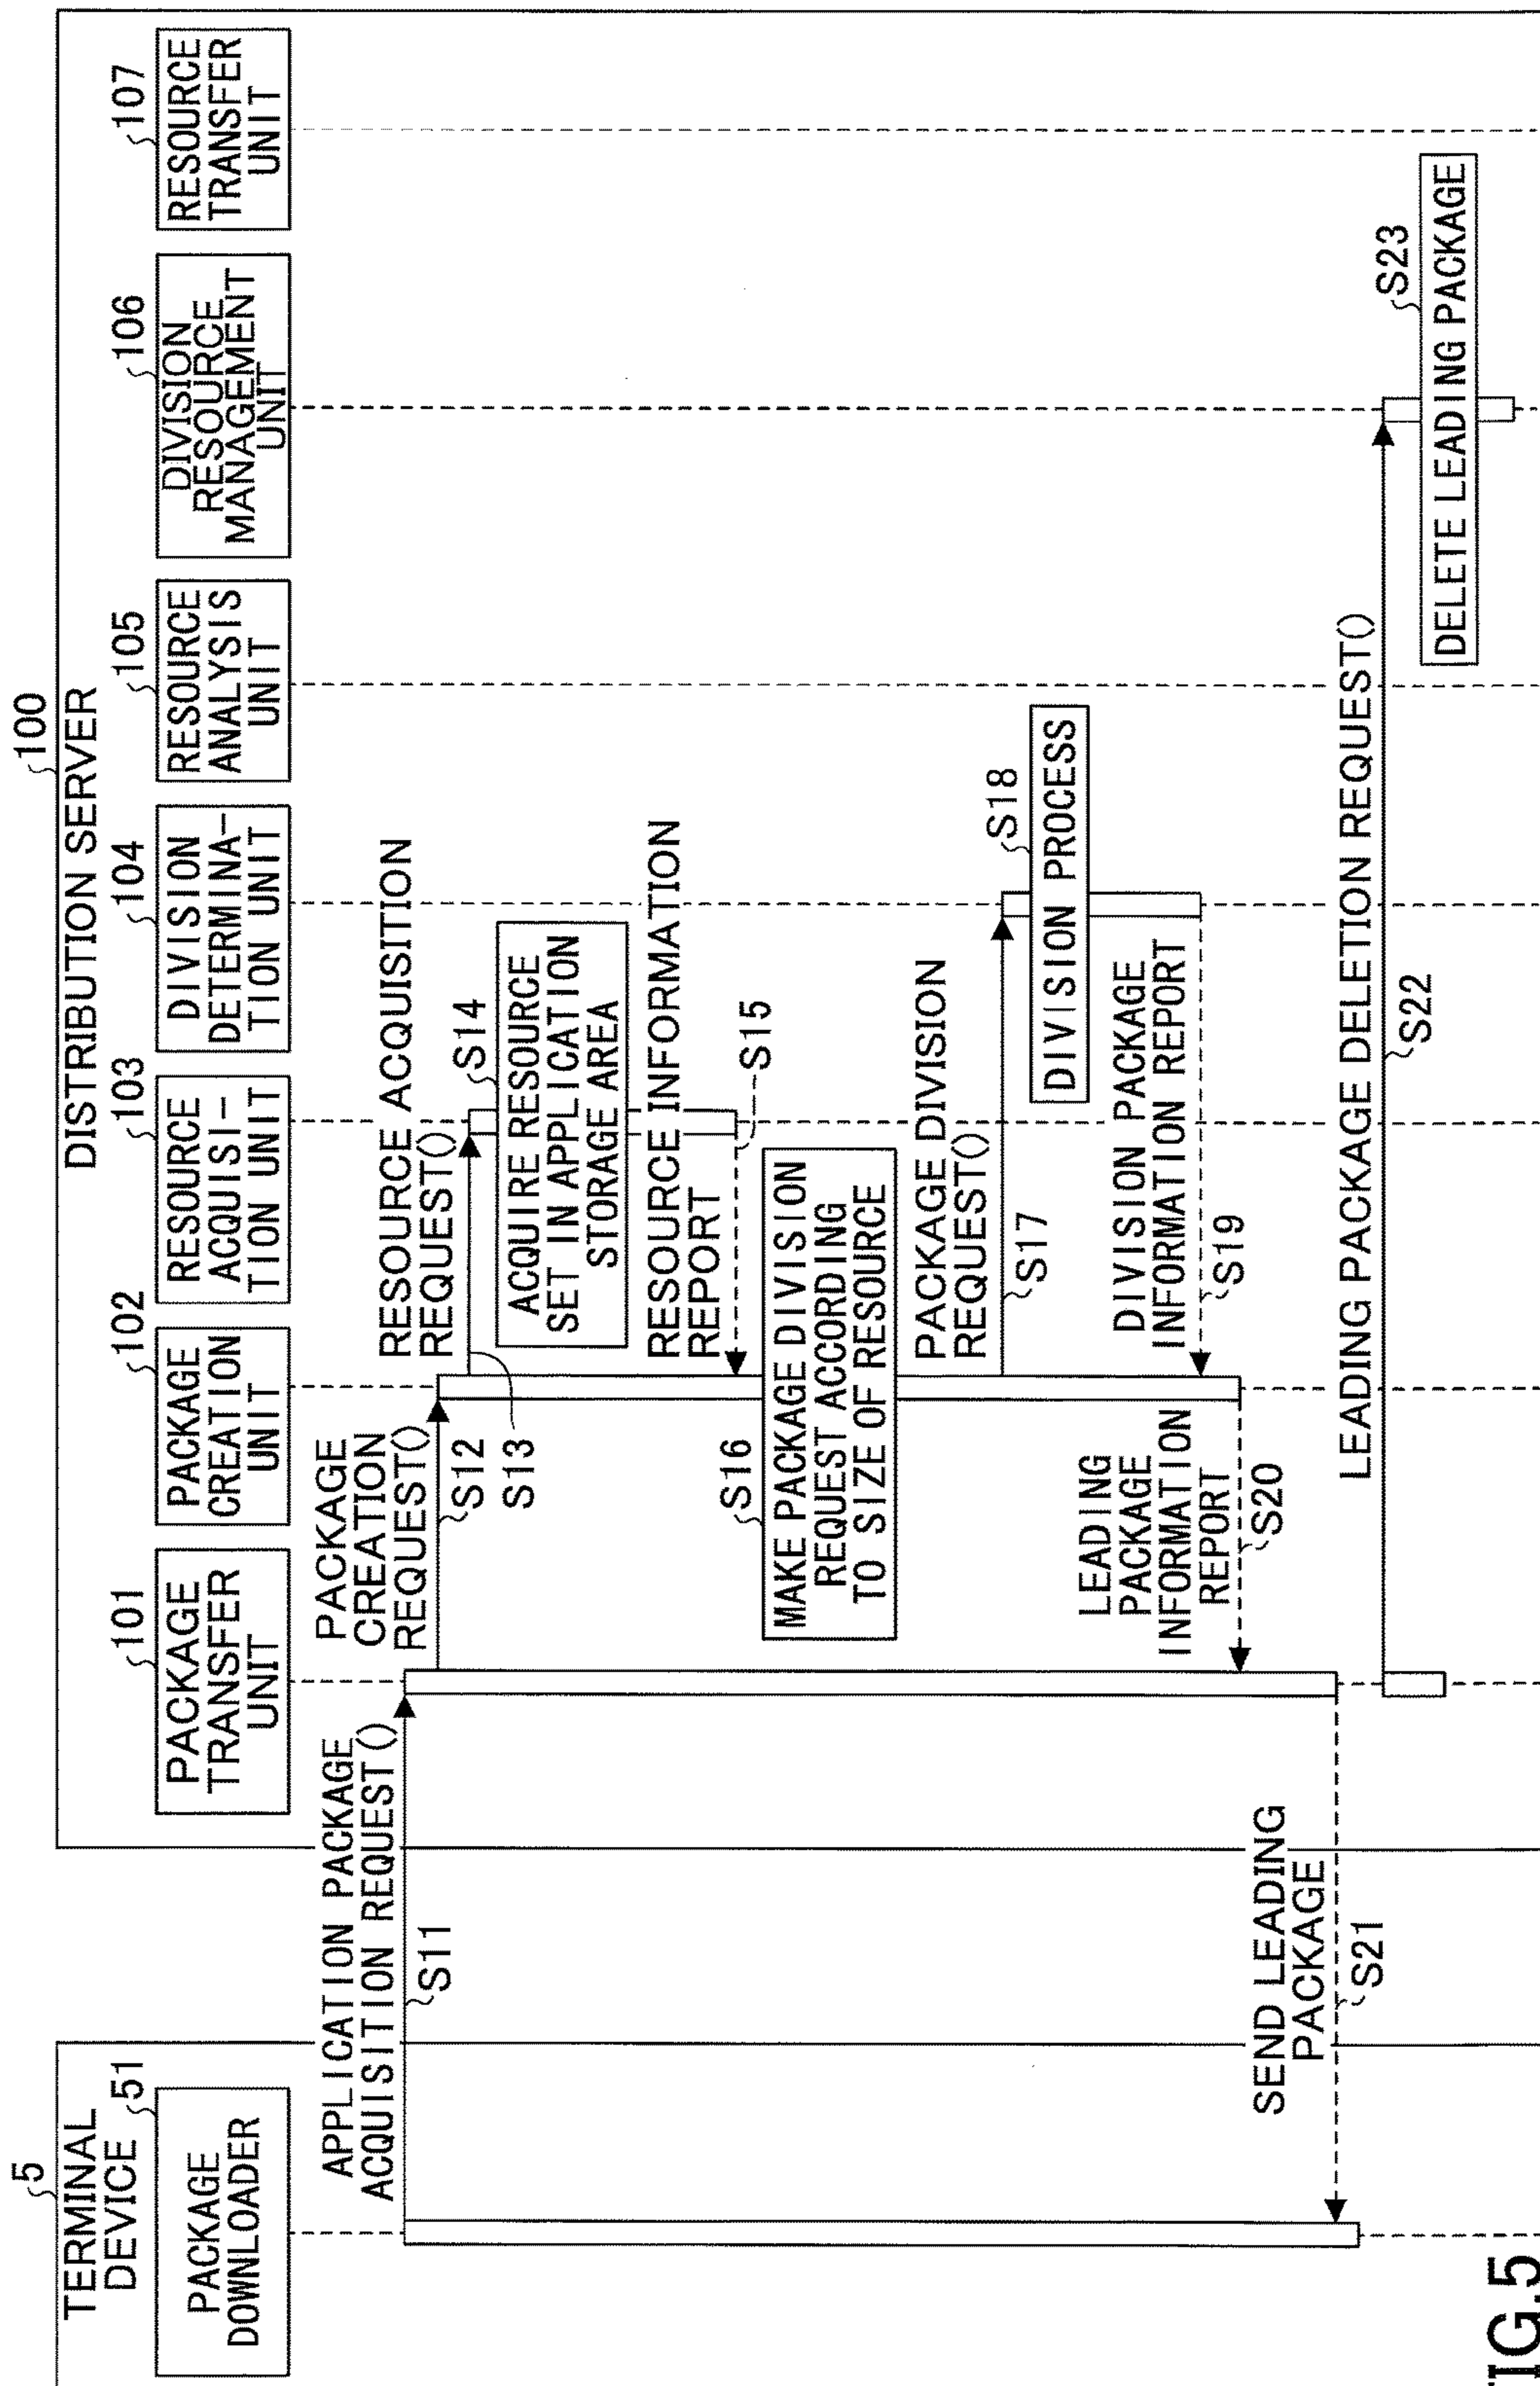 5
TERMINAL
DEVICE
51
PACKAGE
DOWNLOADER
100
DISTRIBUTION SERVER
101
PACKAGE
TRANSFER
UNIT
102
PACKAGE
CREATION
UNIT
103
RESOURCE
ACQUISI-
TION UNIT
104
DIVISION
DETERMINA-
TION UNIT
105
RESOURCE
ANALYSIS
UNIT
106
DIVISION
RESOURCE
MANAGEMENT
UNIT
107
RESOURCE
TRANSFER
UNIT
APPLICATION PACKAGE
ACQUISITION REQUEST()
S11
PACKAGE
CREATION
REQUEST()
S12
RESOURCE ACQUISITION
REQUEST()
S13
S14
ACQUIRE RESOURCE
SET IN APPLICATION
STORAGE AREA
RESOURCE INFORMATION
REPORT
S15
S16
MAKE PACKAGE DIVISION
REQUEST ACCORDING
TO SIZE OF RESOURCE
PACKAGE DIVISION
REQUEST()
S17
S18
DIVISION PROCESS
DIVISION PACKAGE
INFORMATION REPORT
S19
LEADING
PACKAGE
INFORMATION
REPORT
S20
SEND LEADING
PACKAGE
S21
LEADING PACKAGE DELETION REQUEST()
S22
S23
DELETE LEADING PACKAGE
FIG.5